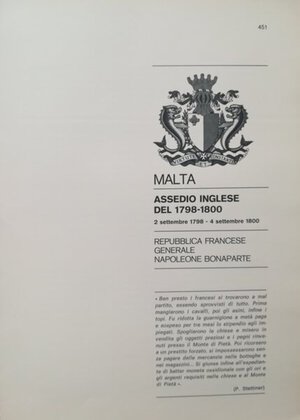 451
MALTA
ASSEDIO INGLESE
DEL 1798-1800
2 settembre 1798 - 4 settembre 1800
REPUBBLICA FRANCESE
GENERALE
NAPOLEONE BONAPARTE
« Ben presto i francesi si trovarono a mal
partito, essendo sprovvisti di tutto. Prima
mangiarono i cavalli, poi gli asini, infine i
topi. Fu ridotta la guarnigione a metà paga
e sospeso per tre mesi lo stipendio agli im-
piegati. Spogliarono le chiese e misero in
vendita gli oggetti preziosi e i pegni rinve-
nuti presso il Monte di Pietà. Poi ricorsero
a un prestito forzato, si impossessarono sen-
za pagare delle mercanzie nelle botteghe e
nei magazzini... Si giunse infine all'espedien-
te di batter moneta ossidionale con gli ori e
gli argenti requisiti nelle chiese e al Monte
di Pietà ».
(P. Stettiner)